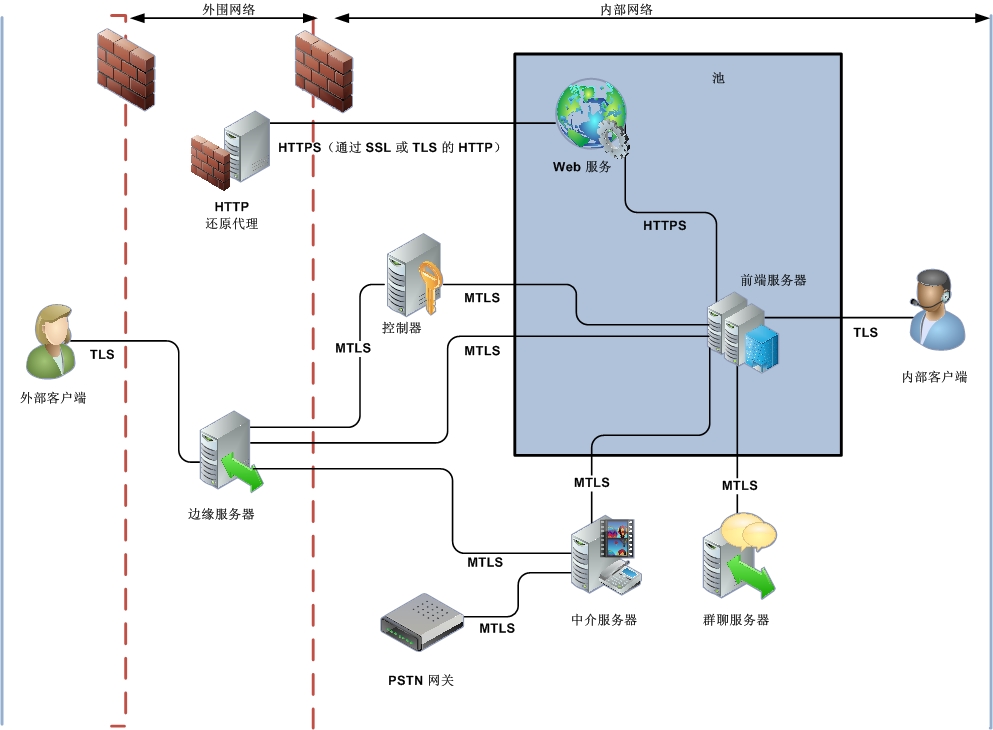 外围网络
内部网络
池
HTTPS（通过 SSL 或 TLS 的 HTTP）
Web 服务
HTTP
还原代理
HTTPS
前端服务器
MTLS
控制器
TLS
MTLS
MTLS
TLS
内部客户端
外部客户端
MTLS
MTLS
边缘服务器
MTLS
中介服务器
群聊服务器
MTLS
PSTN 网关